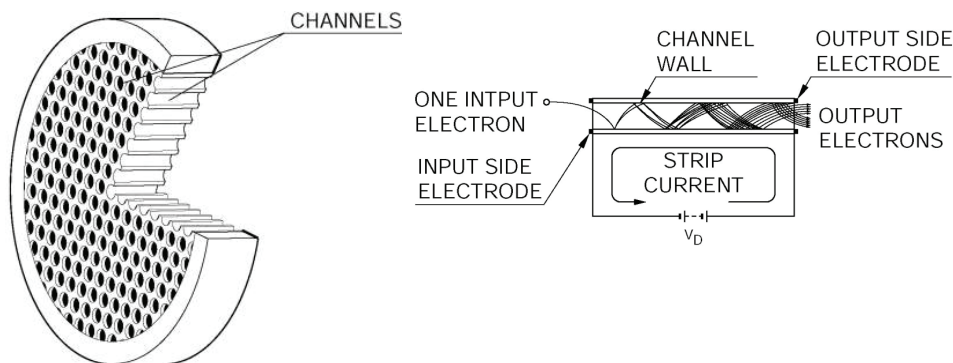 CHANNELS
CHANNEL
WALL
OUTPUT SIDE
ELECTRODE
ONE INTPUT
ELECTRON
OUTPUT
ELECTRONS
INPUT SIDE
ELECTRODE
STRIP
CURRENT
VD